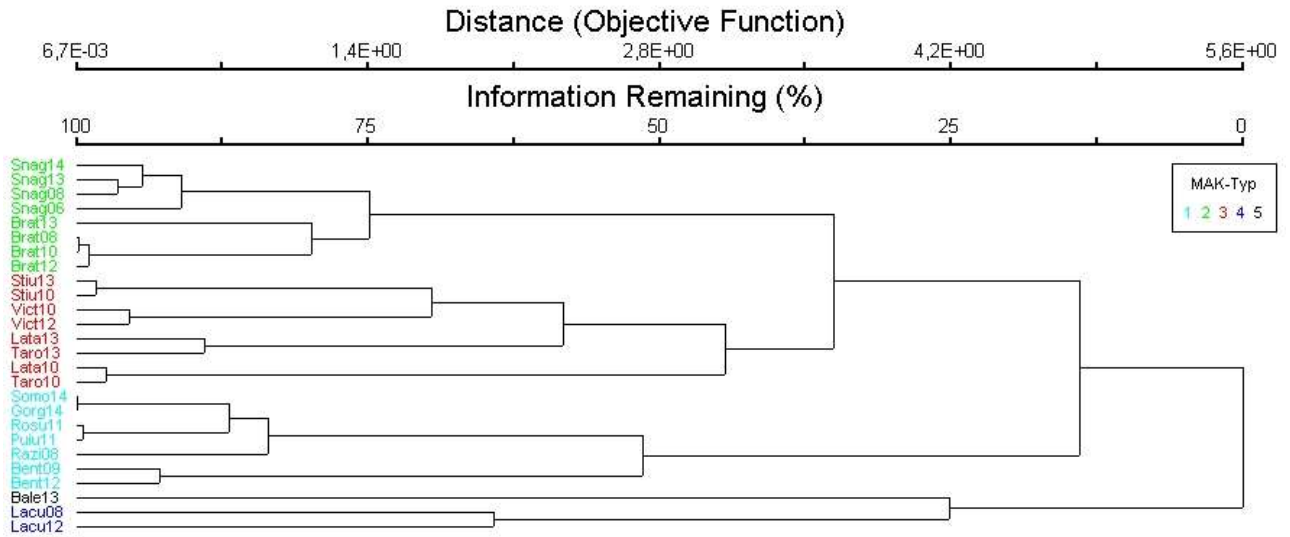 Distance (Objective Function)
6,7E-03 1,4E+00 2,8E+00 4,2E+00 5,6E+00
Information Remaining (%)
100 75 50 25 0
Snag14
Snag13
Snag08
Snag06
Brat13
Brat08
Brat10
Brat12
Stiu13
Stiu10
Vict10
Vict12
Lata13
Taro13
Lata10
Taro10
Somo14
Gorg14
Rosu11
Pulu11
Razi08
Bent09
Bent12
Bale13
Lacu08
Lacu12
MAK-Typ
1 2 3 4 5